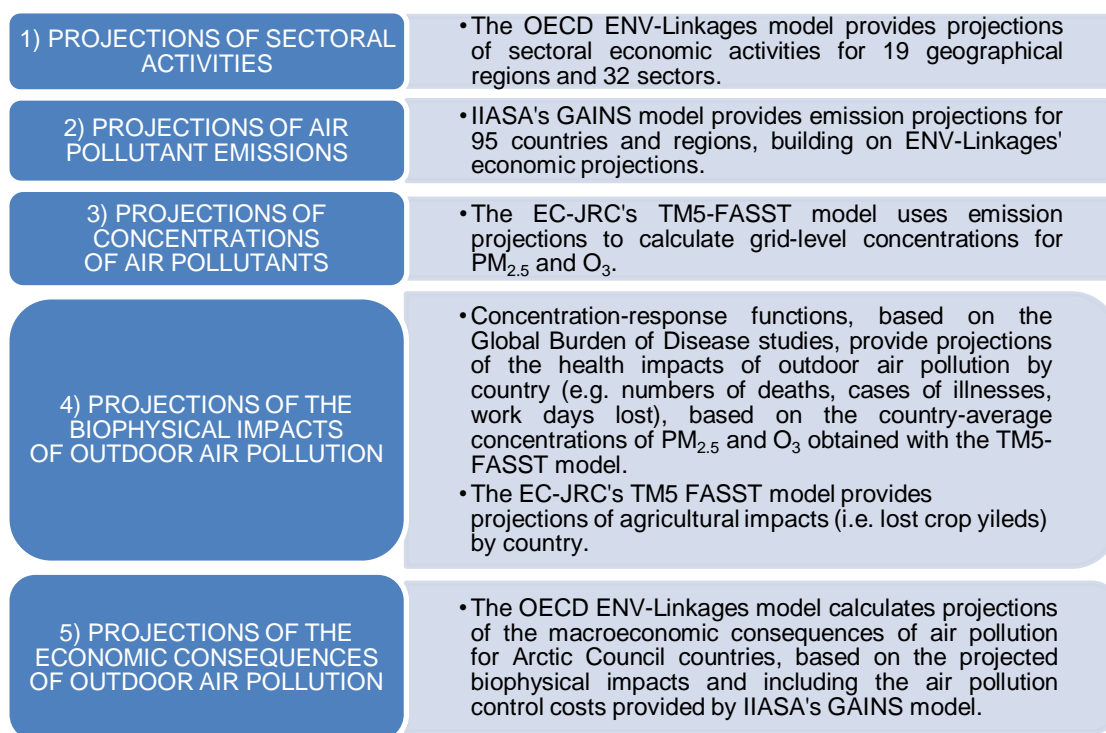 1) PROJECTIONS OF SECTORAL
ACTIVITIES
•The OECD ENV-Linkages model provides projections
of sectoral economic activities for 19 geographical
regions and 32 sectors.
2) PROJECTIONS OF AIR
POLLUTANT EMISSIONS
•IIASA's GAINS model provides emission projections for
95 countries and regions, building on ENV-Linkages'
economic projections.
3) PROJECTIONS OF
CONCENTRATIONS
OF AIR POLLUTANTS
•The EC-JRC's TM5-FASST model uses emission
projections to calculate grid-level concentrations for
PM2.5 and O3.
4) PROJECTIONS OF THE
BIOPHYSICAL IMPACTS
OF OUTDOOR AIR POLLUTION
•Concentration-response functions, based on the
Global Burden of Disease studies, provide projections
of the health impacts of outdoor air pollution by
country (e.g. numbers of deaths, cases of illnesses,
work days lost), based on the country-average
concentrations of PM2.5 and O3 obtained with the TM5-
FASST model.
•The EC-JRC's TM5 FASST model provides
projections of agricultural impacts (i.e. lost crop yileds)
by country.
5) PROJECTIONS OF THE
ECONOMIC CONSEQUENCES
OF OUTDOOR AIR POLLUTION
•The OECD ENV-Linkages model calculates projections
of the macroeconomic consequences of air pollution
for Arctic Council countries, based on the projected
biophysical impacts and including the air pollution
control costs provided by IIASA's GAINS model.